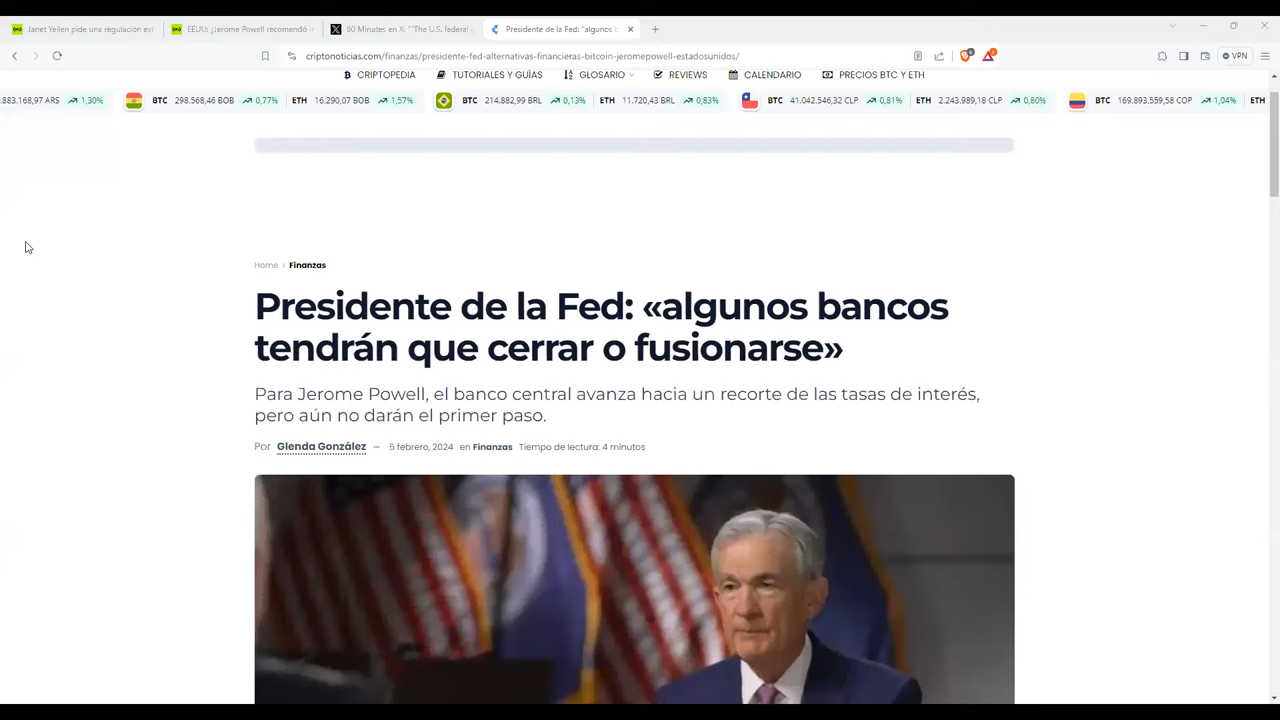 Janet Yellen pide una regulación es
EEUU: ¿Jerome Powell recomendó i
60 Minutes en X: "The U.S. federal g
Presidente de la Fed: "algunos b
criptonoticias.com/finanzas/presidente-fed-alternativas-financieras-bitcoin-jeromepowell-estadosunidos/
VPN
CRIPTOPEDIA TUTORIALES Y GUÍAS GLOSARIO REVIEWS CALENDARIO PRECIOS BTC Y ETH
.883.168,97 ARS 1,30% BTC 298.568,46 BOB 0,77% ETH 16.290,07 BOB 1,57% BTC 214.882,99 BRL 0,13% ETH 11.720,43 BRL 0,83% BTC 41.042.546,32 CLP 0,81% ETH 2.243.989,18 CLP 0,80% BTC 169.893.559,58 COP 1,04% ETH
Home > Finanzas
Presidente de la Fed: «algunos bancos
tendrán que cerrar o fusionarse»
Para Jerome Powell, el banco central avanza hacia un recorte de las tasas de interés,
pero aún no darán el primer paso.
Por Glenda González — 5 febrero, 2024 en Finanzas Tiempo de lectura: 4 minutos